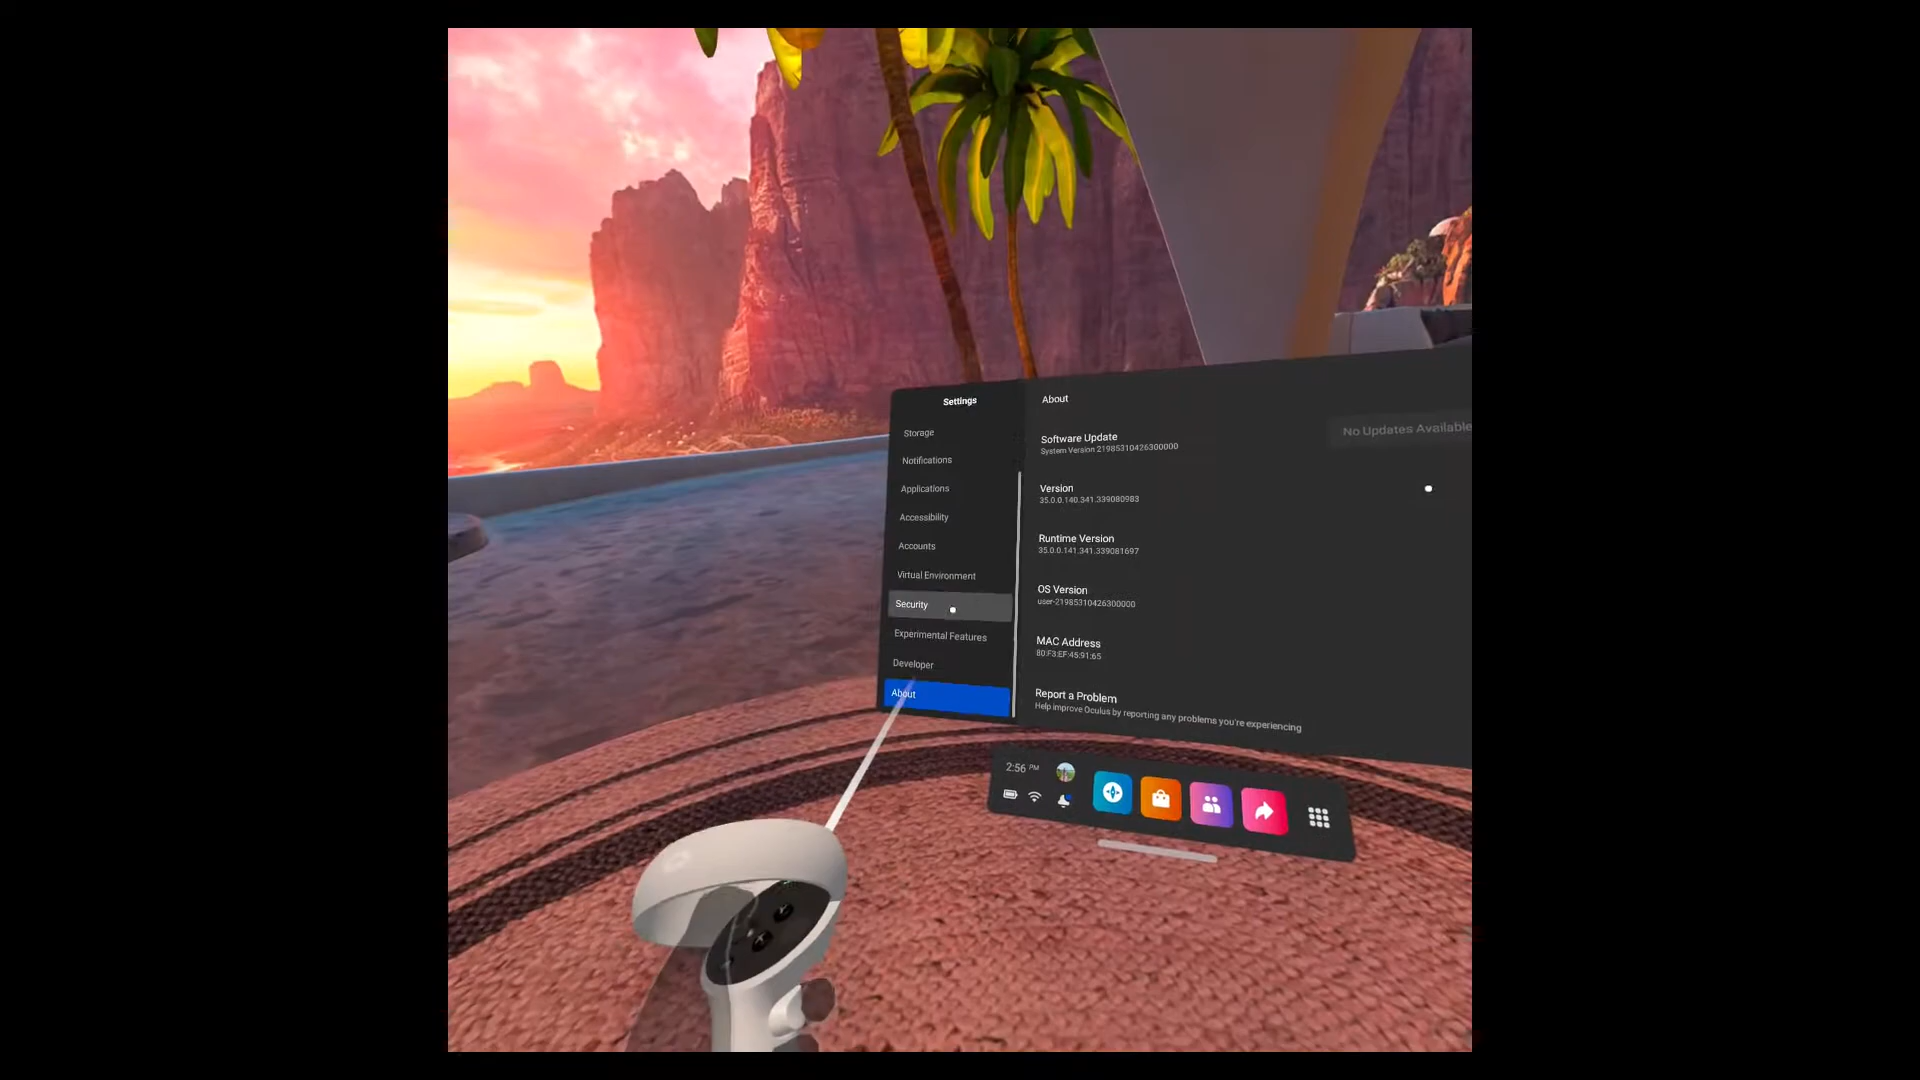 Settings
Storage
Notifications
Applications
Accessibility
Accounts
Virtual Environment
Security
Experimental Features
Developer
About
About
Software Update
System Version 21985310426300000
No Updates Available
Version
35.0.0.140.341.339080983
Runtime Version
35.0.0.141.341.339081697
OS Version
user-21985310426300000
MAC Address
80:F3:EF:45:91:65
Report a Problem
Help improve Oculus by reporting any problems you're experiencing
2:56 PM